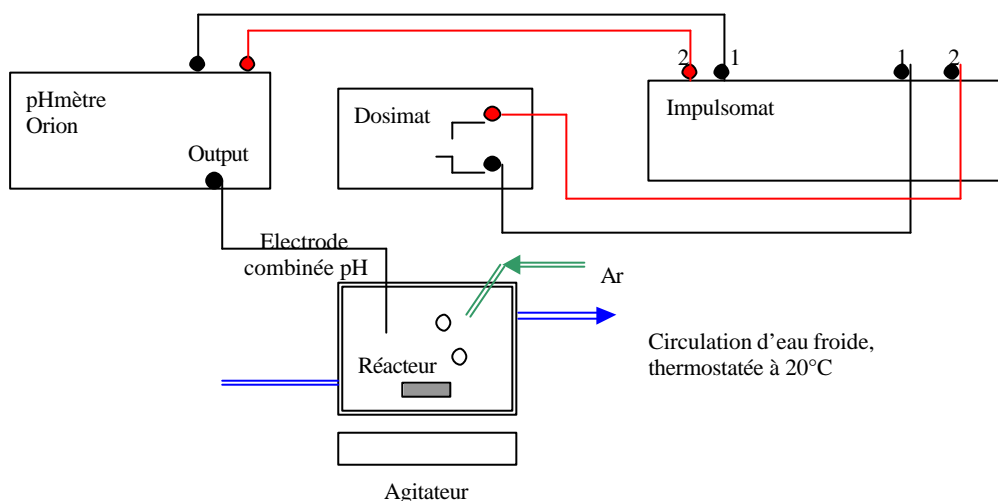 2 1
1 2
pHmètre
Orion
Output
Dosimat
Impulsomat
Electrode
combinée pH
Ar
Réacteur
Circulation d'eau froide,
thermostatée à 20°C
Agitateur